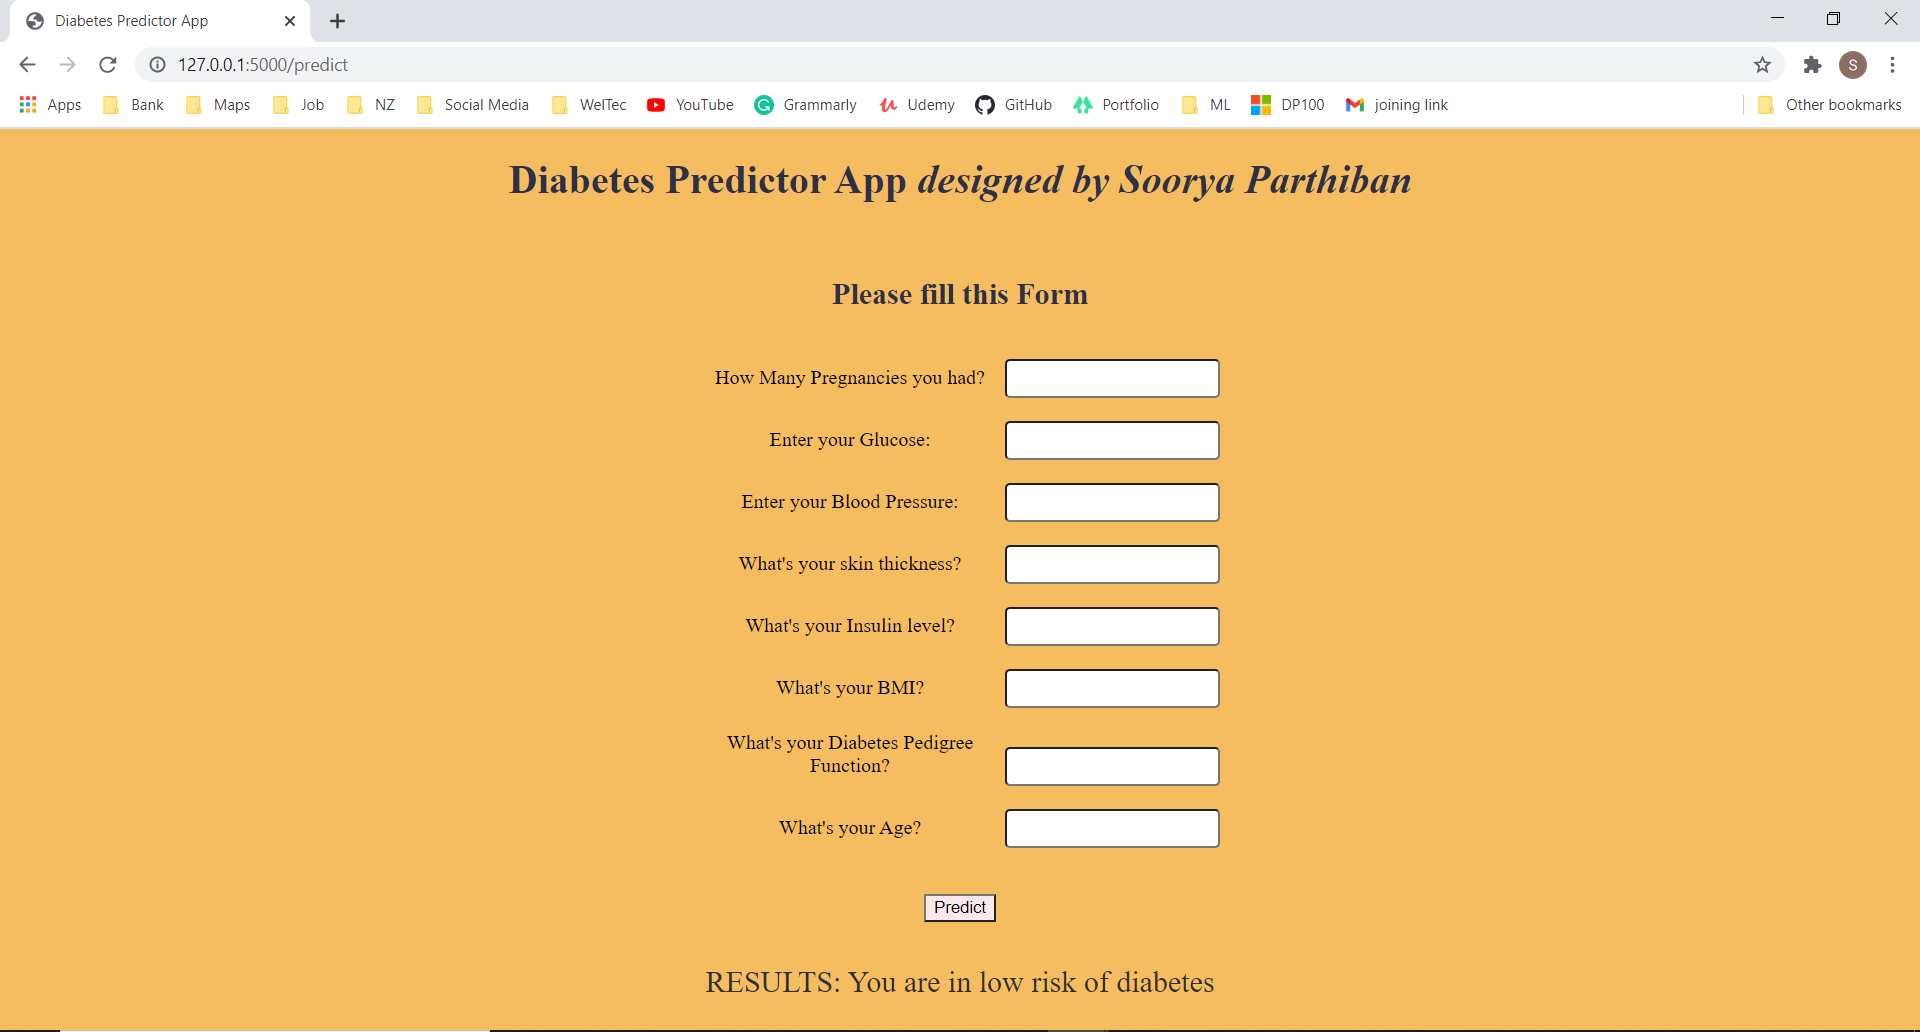 Diabetes Predictor App
127.0.0.1:5000/predict
S
Apps Bank Maps Job NZ Social Media WelTec YouTube Grammarly Udemy GitHub Portfolio ML DP100 joining link Other bookmarks
Diabetes Predictor App designed by Soorya Parthiban
Please fill this Form
How Many Pregnancies you had?
Enter your Glucose:
Enter your Blood Pressure:
What's your skin thickness?
What's your Insulin level?
What's your BMI?
What's your Diabetes Pedigree
Function?
What's your Age?
Predict
RESULTS: You are in low risk of diabetes